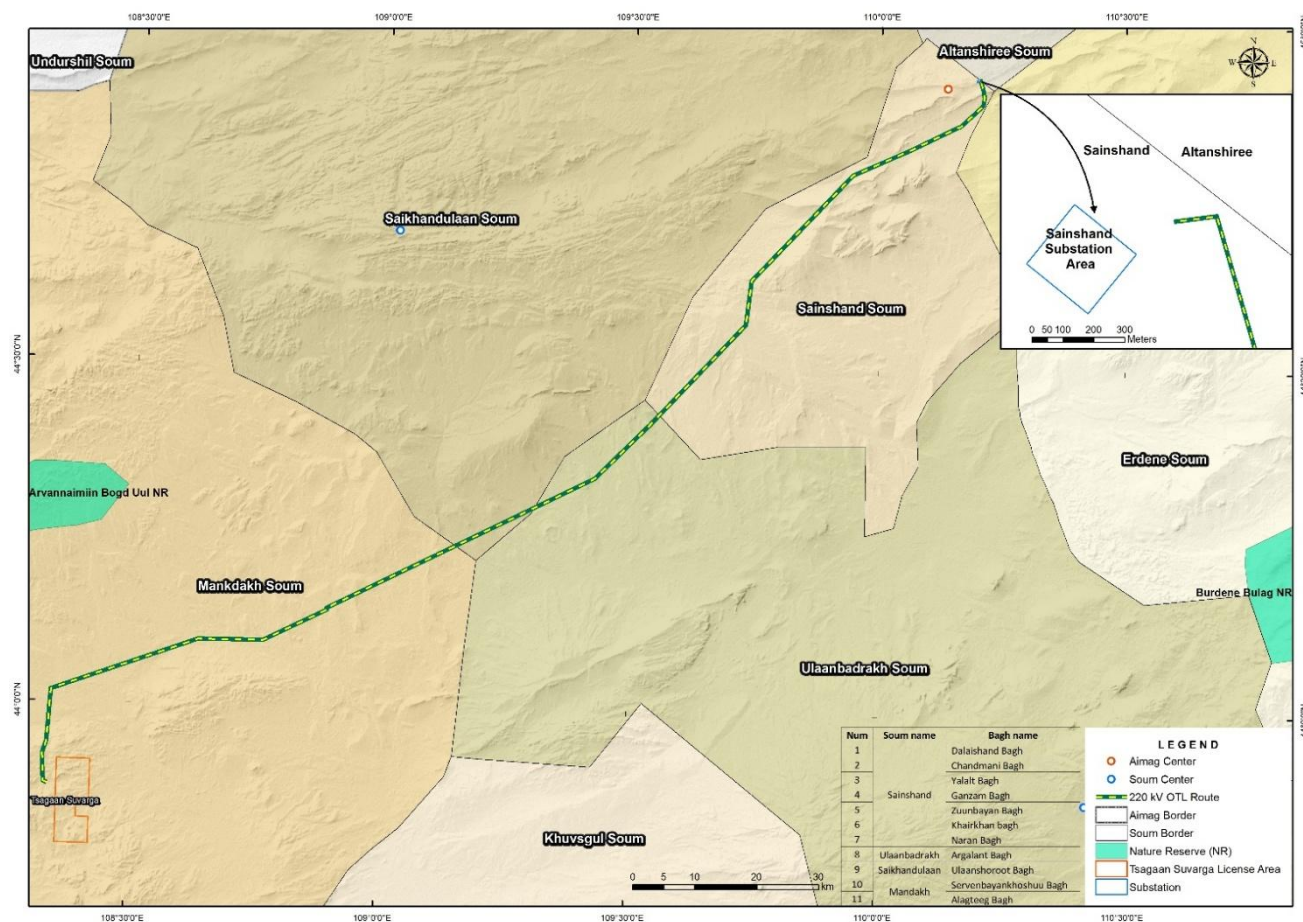 108°30'0"E 109°0'0"E 109°30'0"E 110°0'0"E 110°30'0"E
Undurshil Soum
Altanshiree Soum
N
W E
S
Sainshand Altanshiree
Sainshand
Substation
Area
0 50 100 200 300
Meters
Saikhandulaan Soum
Sainshand Soum
44°30'0"N
Erdene Soum
Arvannaimiin Bogd Uul NR
Mankdakh Soum
Burdene Bulag NR
Ulaanbadrakh Soum
44°0'0"N
Tsagaan Suvarga
Khuvsgul Soum
0 5 10 20 30
km
Num Soum name Bagh name
1 Dalaishand Bagh
2 Chandmani Bagh
3 Yalalt Bagh
4 Sainshand Ganzam Bagh
5 Zuunbayan Bagh
6 Khairkhan bagh
7 Naran Bagh
8 Ulaanbadrakh Argalant Bagh
9 Saikhandulaan Ulaanshoroot Bagh
10 Mandakh Servenbayankhoshuu Bagh
11 Alagteeg Bagh
LEGEND
Aimag Center
Soum Center
220 kV OTL Route
Aimag Border
Soum Border
Nature Reserve (NR)
Tsagaan Suvarga License Area
Substation
108°30'0"E 109°0'0"E 109°30'0"E 110°0'0"E 110°30'0"E